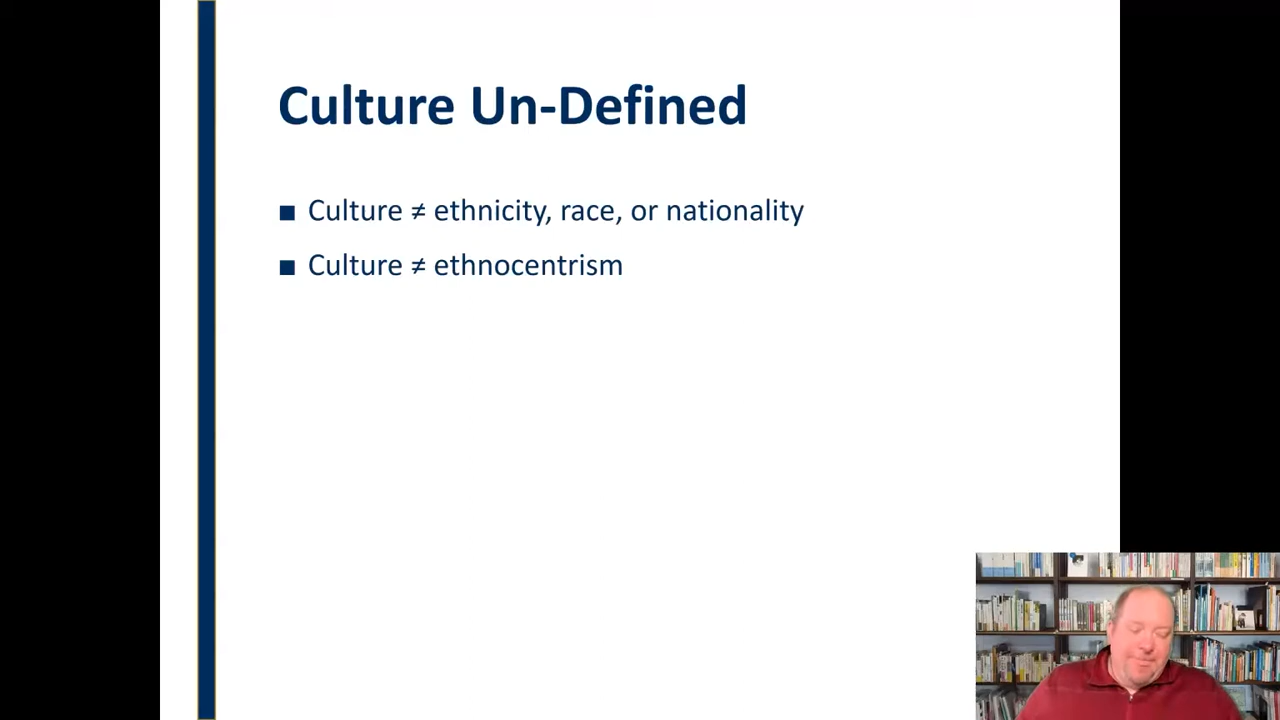 Culture Un-Defined
■ Culture ≠ ethnicity, race, or nationality
■ Culture ≠ ethnocentrism